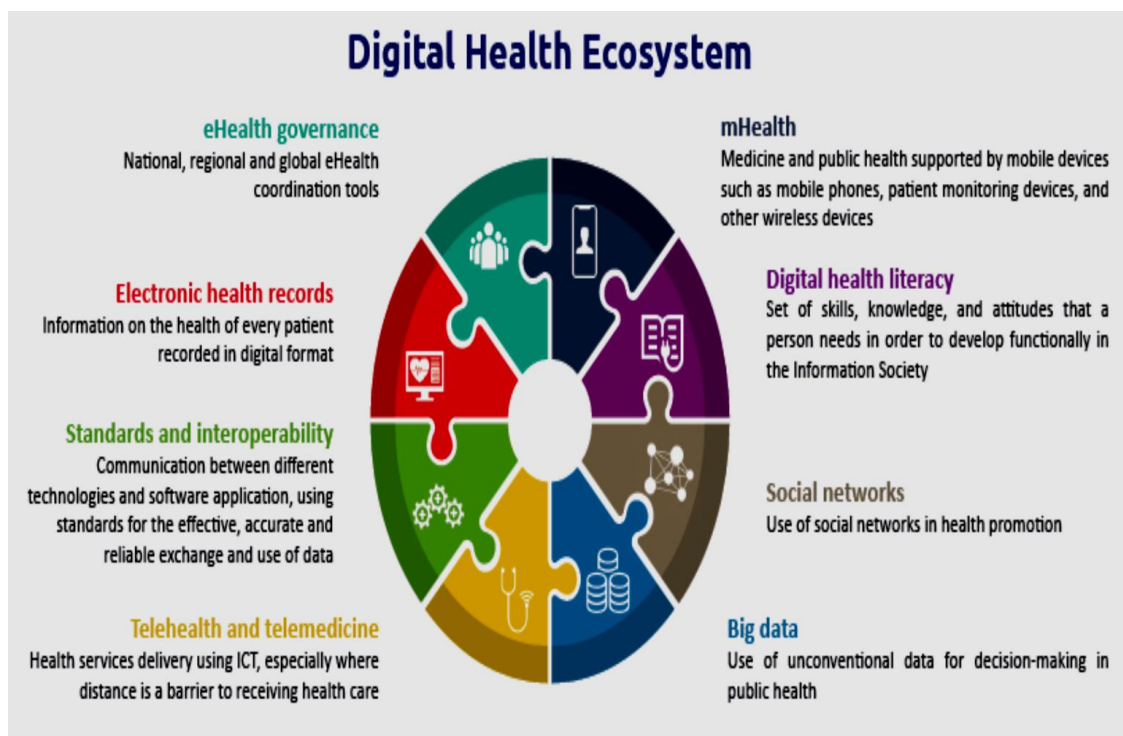 Digital Health Ecosystem
eHealth governance
National, regional and global eHealth
coordination tools
Electronic health records
Information on the health of every patient
recorded in digital format
Standards and interoperability
Communication between different
technologies and software application, using
standards for the effective, accurate and
reliable exchange and use of data
Telehealth and telemedicine
Health services delivery using ICT, especially where
distance is a barrier to receiving health care
mHealth
Medicine and public health supported by mobile devices
such as mobile phones, patient monitoring devices, and
other wireless devices
Digital health literacy
Set of skills, knowledge, and attitudes that a
person needs in order to develop functionally in
the Information Society
Social networks
Use of social networks in health promotion
Big data
Use of unconventional data for decision-making in
public health